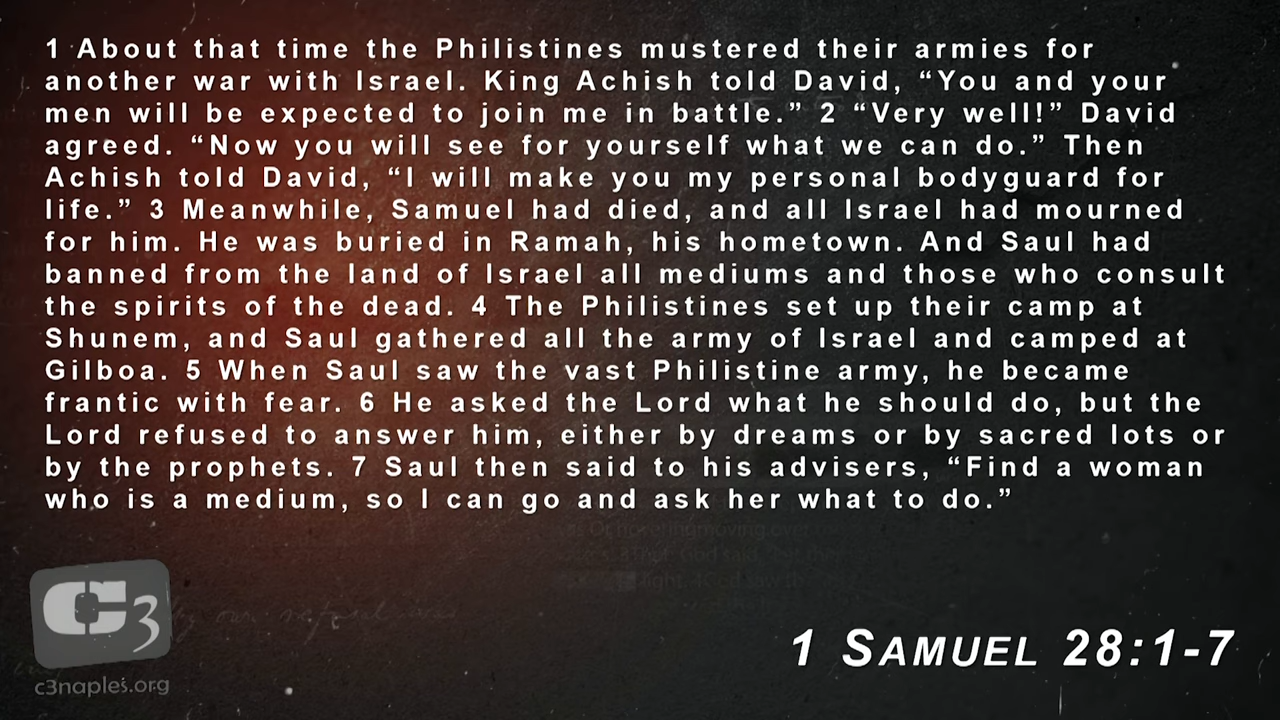 1 About that time the Philistines mustered their armies for
another war with Israel. King Achish told David, “You and your
men will be expected to join me in battle.” 2 “Very well!” David
agreed. “Now you will see for yourself what we can do.” Then
Achish told David, “I will make you my personal bodyguard for
life.” 3 Meanwhile, Samuel had died, and all Israel had mourned
for him. He was buried in Ramah, his hometown. And Saul had
banned from the land of Israel all mediums and those who consult
the spirits of the dead. 4 The Philistines set up their camp at
Shunem, and Saul gathered all the army of Israel and camped at
Gilboa. 5 When Saul saw the vast Philistine army, he became
frantic with fear. 6 He asked the Lord what he should do, but the
Lord refused to answer him, either by dreams or by sacred lots or
by the prophets. 7 Saul then said to his advisers, “Find a woman
who is a medium, so I can go and ask her what to do.”
Or hovering moving over
God said
light. God saw
C3
c3naples.org
1 SAMUEL 28:1-7